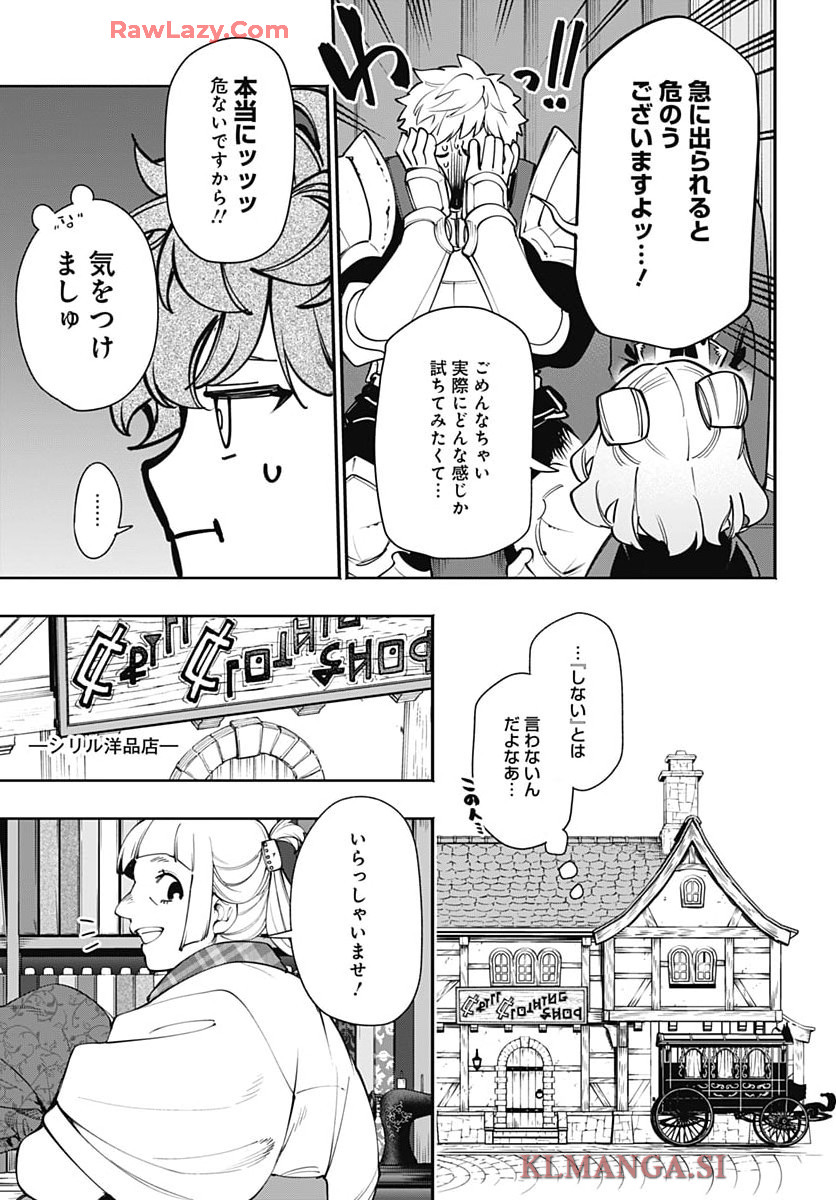 RawLazy.Com
急に出られると
危のう
ございますよッ…！
わっ!!
ごめんなちゃい
実際にどんな感じか
試ちてみたくて…
本当にッッッ
危ないですから!!
気をつけ
ましゅ
……
…『しない』とは
言わないん
だよなあ…
この人…
CLOTHING
SHOP
―シリル洋品店―
CLOTHING
SHOP
いらっしゃいませ！
KLMANGA.SI